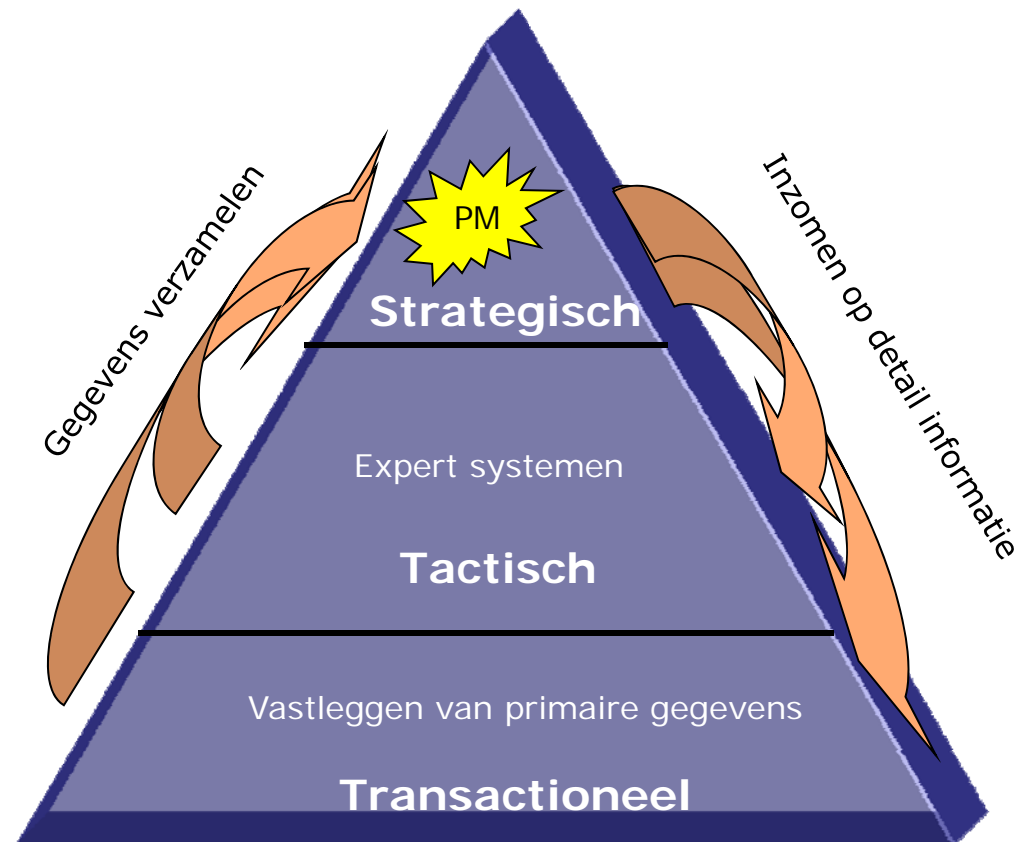 Gegevens verzamelen
Inzomen op detail informatie
PM
Strategisch
Expert systemen
Tactisch
Vastleggen van primaire gegevens
Transactioneel